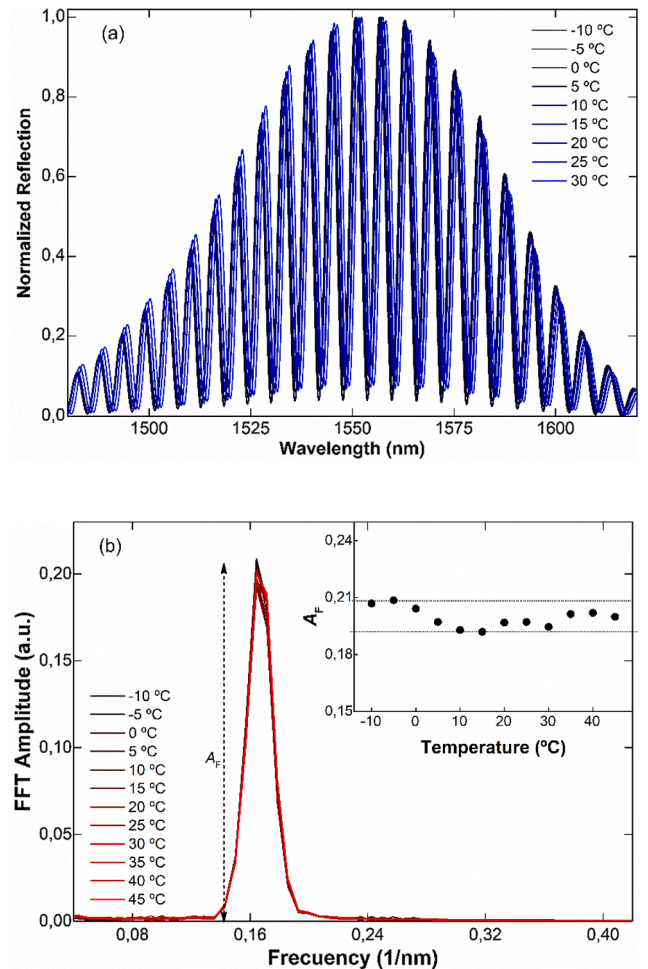 (a)
1,0
0,8
0,6
0,4
0,2
0,0
Normalized Reflection
-10 ºC
-5 ºC
0 ºC
5 ºC
10 ºC
15 ºC
20 ºC
25 ºC
30 ºC
1500 1525 1550 1575 1600
Wavelength (nm)
(b)
0,20
0,15
0,10
0,05
0,00
FFT Amplitude (a.u.)
AF
-10 ºC
-5 ºC
0 ºC
5 ºC
10 ºC
15 ºC
20 ºC
25 ºC
30 ºC
35 ºC
40 ºC
45 ºC
0,24
0,21
0,18
0,15
AF
-10 0 10 20 30 40
Temperature (ºC)
0,08 0,16 0,24 0,32 0,40
Frecuency (1/nm)